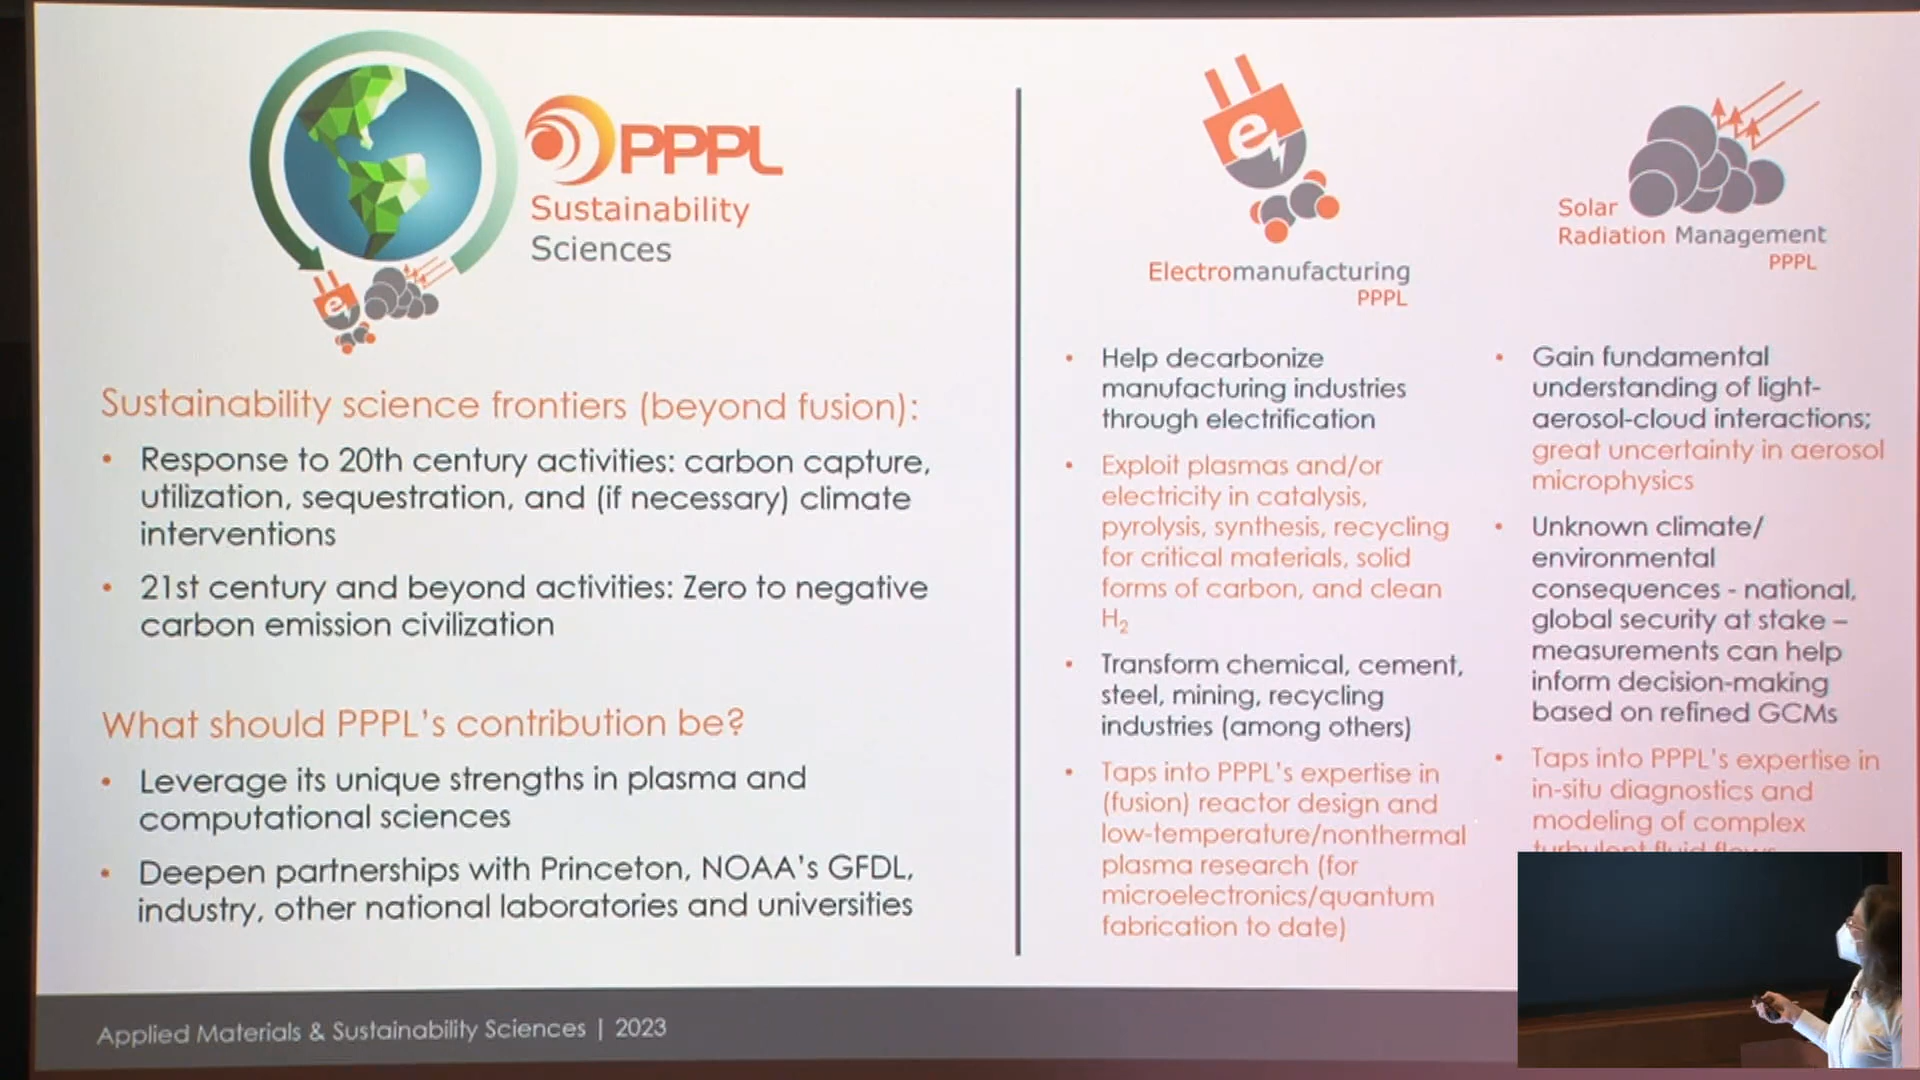 PPPL
Sustainability
Sciences
Sustainability science frontiers (beyond fusion):
• Response to 20th century activities: carbon capture,
utilization, sequestration, and (if necessary) climate
interventions
• 21st century and beyond activities: Zero to negative
carbon emission civilization
What should PPPL's contribution be?
• Leverage its unique strengths in plasma and
computational sciences
• Deepen partnerships with Princeton, NOAA's GFDL,
industry, other national laboratories and universities
e
Electromanufacturing
PPPL
• Help decarbonize
manufacturing industries
through electrification
• Exploit plasmas and/or
electricity in catalysis,
pyrolysis, synthesis, recycling
for critical materials, solid
forms of carbon, and clean
H₂
• Transform chemical, cement,
steel, mining, recycling
industries (among others)
• Taps into PPPL's expertise in
(fusion) reactor design and
low-temperature/nonthermal
plasma research (for
microelectronics/quantum
fabrication to date)
Solar
Radiation Management
PPPL
• Gain fundamental
understanding of light-
aerosol-cloud interactions;
great uncertainty in aerosol
microphysics
• Unknown climate/
environmental
consequences - national,
global security at stake –
measurements can help
inform decision-making
based on refined GCMs
• Taps into PPPL's expertise in
in-situ diagnostics and
modeling of complex
turbulent fluid flows
Applied Materials & Sustainability Sciences | 2023